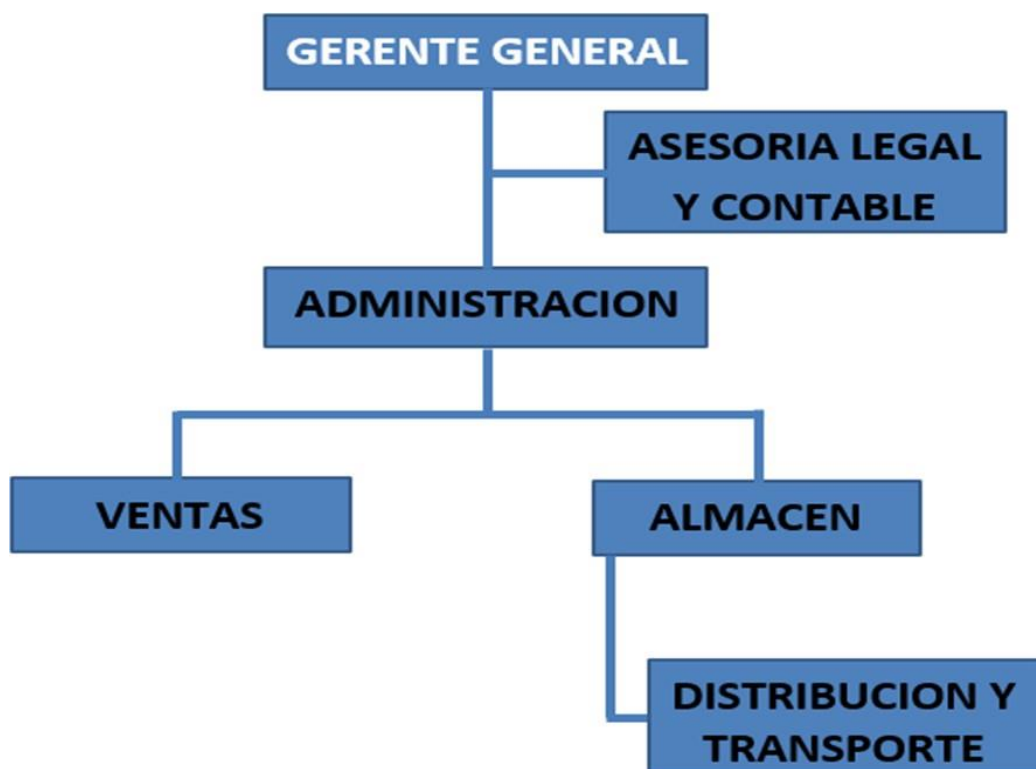 GERENTE GENERAL
ASESORIA LEGAL
Y CONTABLE
ADMINISTRACION
VENTAS
ALMACEN
DISTRIBUCION Y
TRANSPORTE